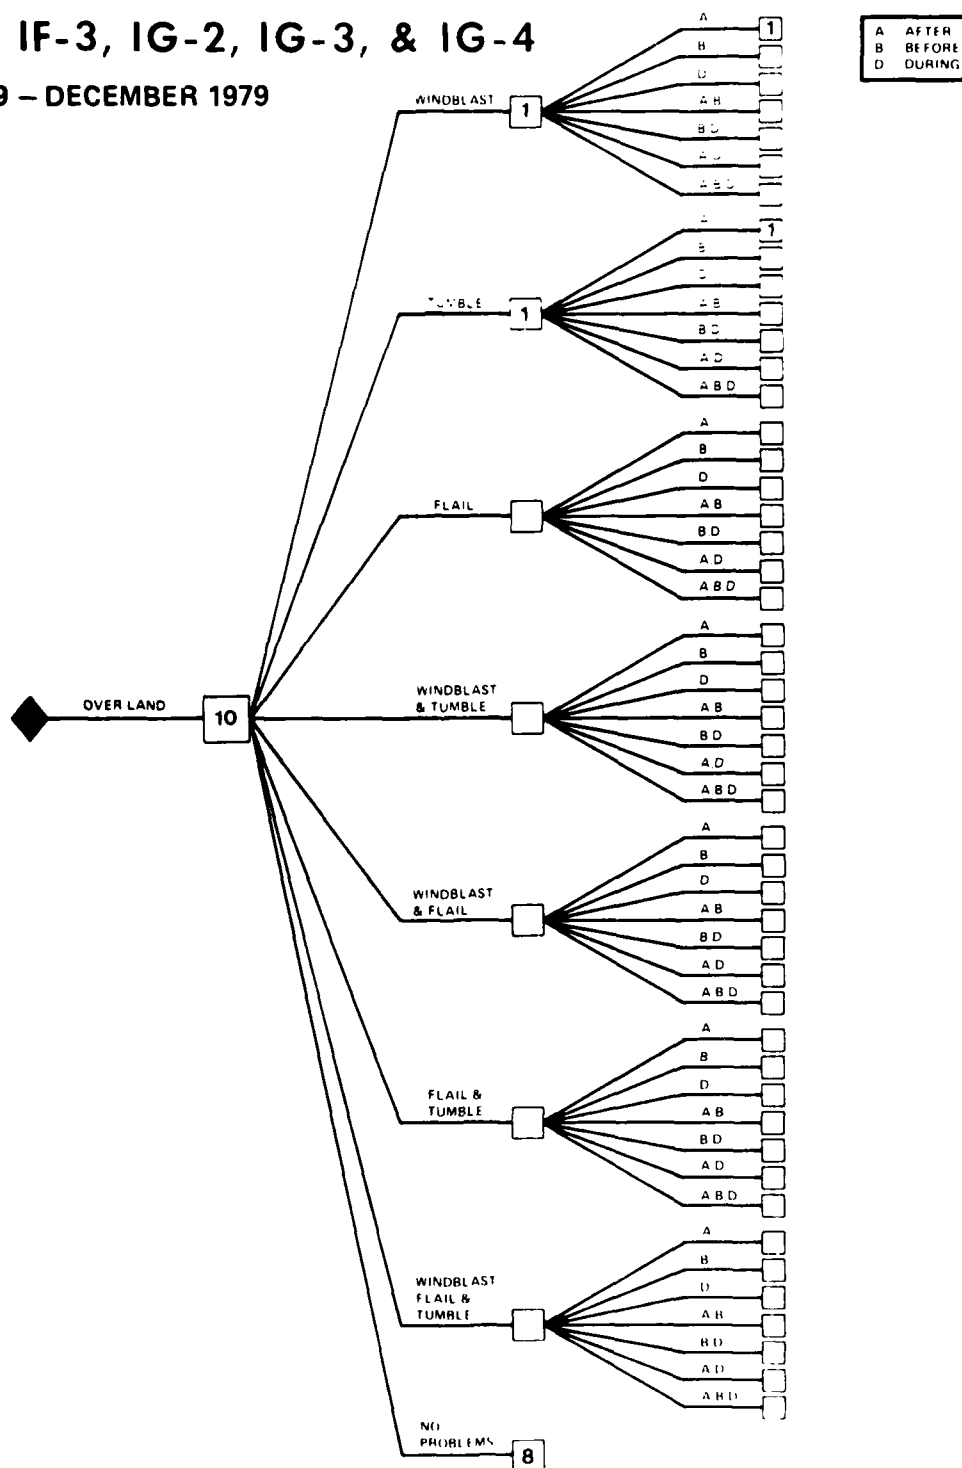 IF-3, IG-2, IG-3, & IG-4
9 – DECEMBER 1979
A AFTER
B BEFORE
D DURING
WINDBLAST
1
A
1
B
D
A B
B D
A D
A B D
TUMBLE
1
A
1
B
D
A B
B D
A D
A B D
FLAIL
A
B
D
A B
B D
A D
A B D
OVER LAND
10
WINDBLAST
& TUMBLE
A
B
D
A B
B D
A D
A B D
WINDBLAST
& FLAIL
A
B
D
A B
B D
A D
A B D
FLAIL &
TUMBLE
A
B
D
A B
B D
A D
A B D
WINDBLAST
FLAIL &
TUMBLE
A
B
D
A B
B D
A D
A B D
NO
PROBLEMS
8